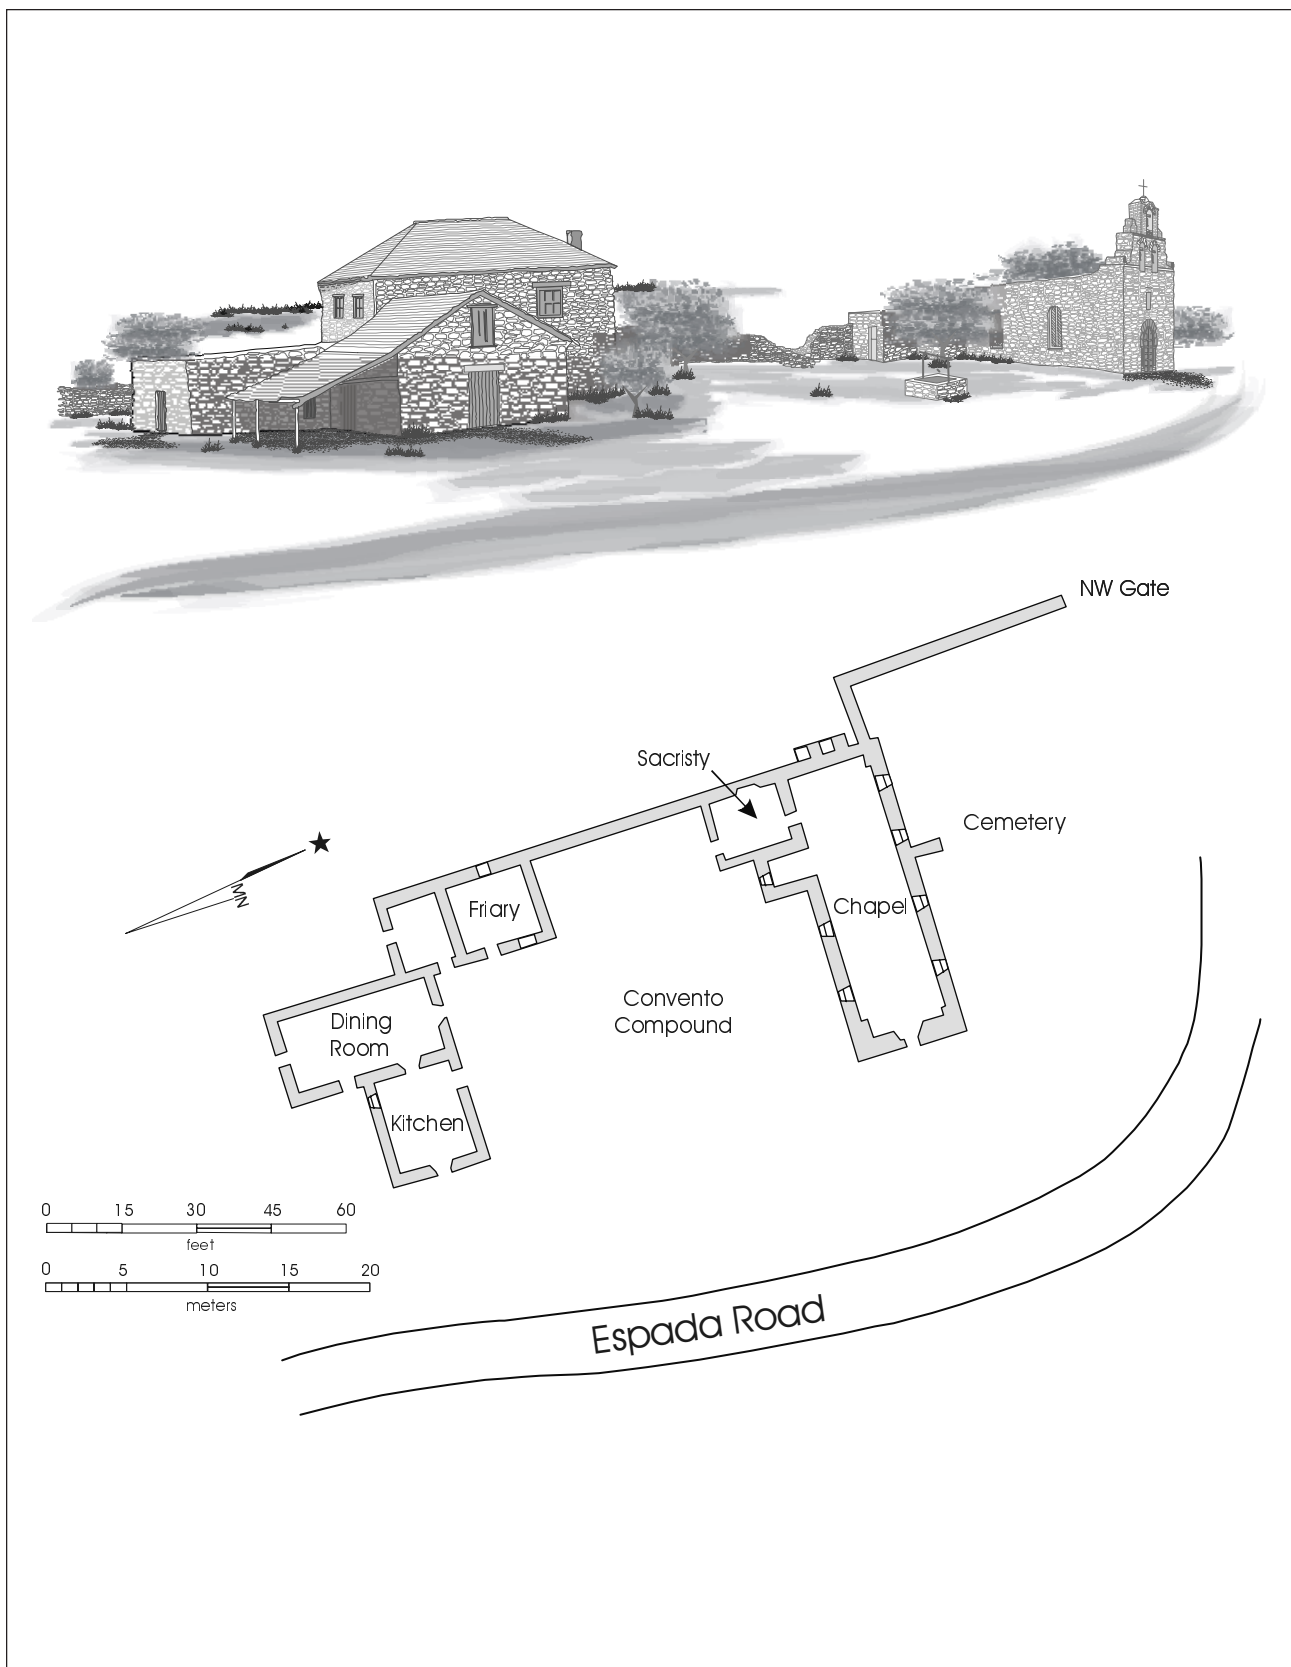 NW Gate
Sacristy
Cemetery
MN
Friary
Chapel
Convento
Compound
Dining
Room
Kitchen
0 15 30 45 60
feet
0 5 10 15 20
meters
Espada Road